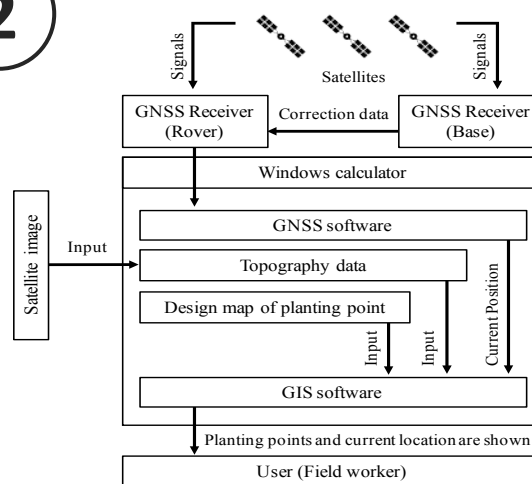 2
Signals
Satellites
Signals
GNSS Receiver
(Rover)
Correction data
GNSS Receiver
(Base)
Windows calculator
GNSS software
Satellite image
Input
Topography data
Design map of planting point
Input
Input
Current Position
GIS software
Planting points and current location are shown
User (Field worker)